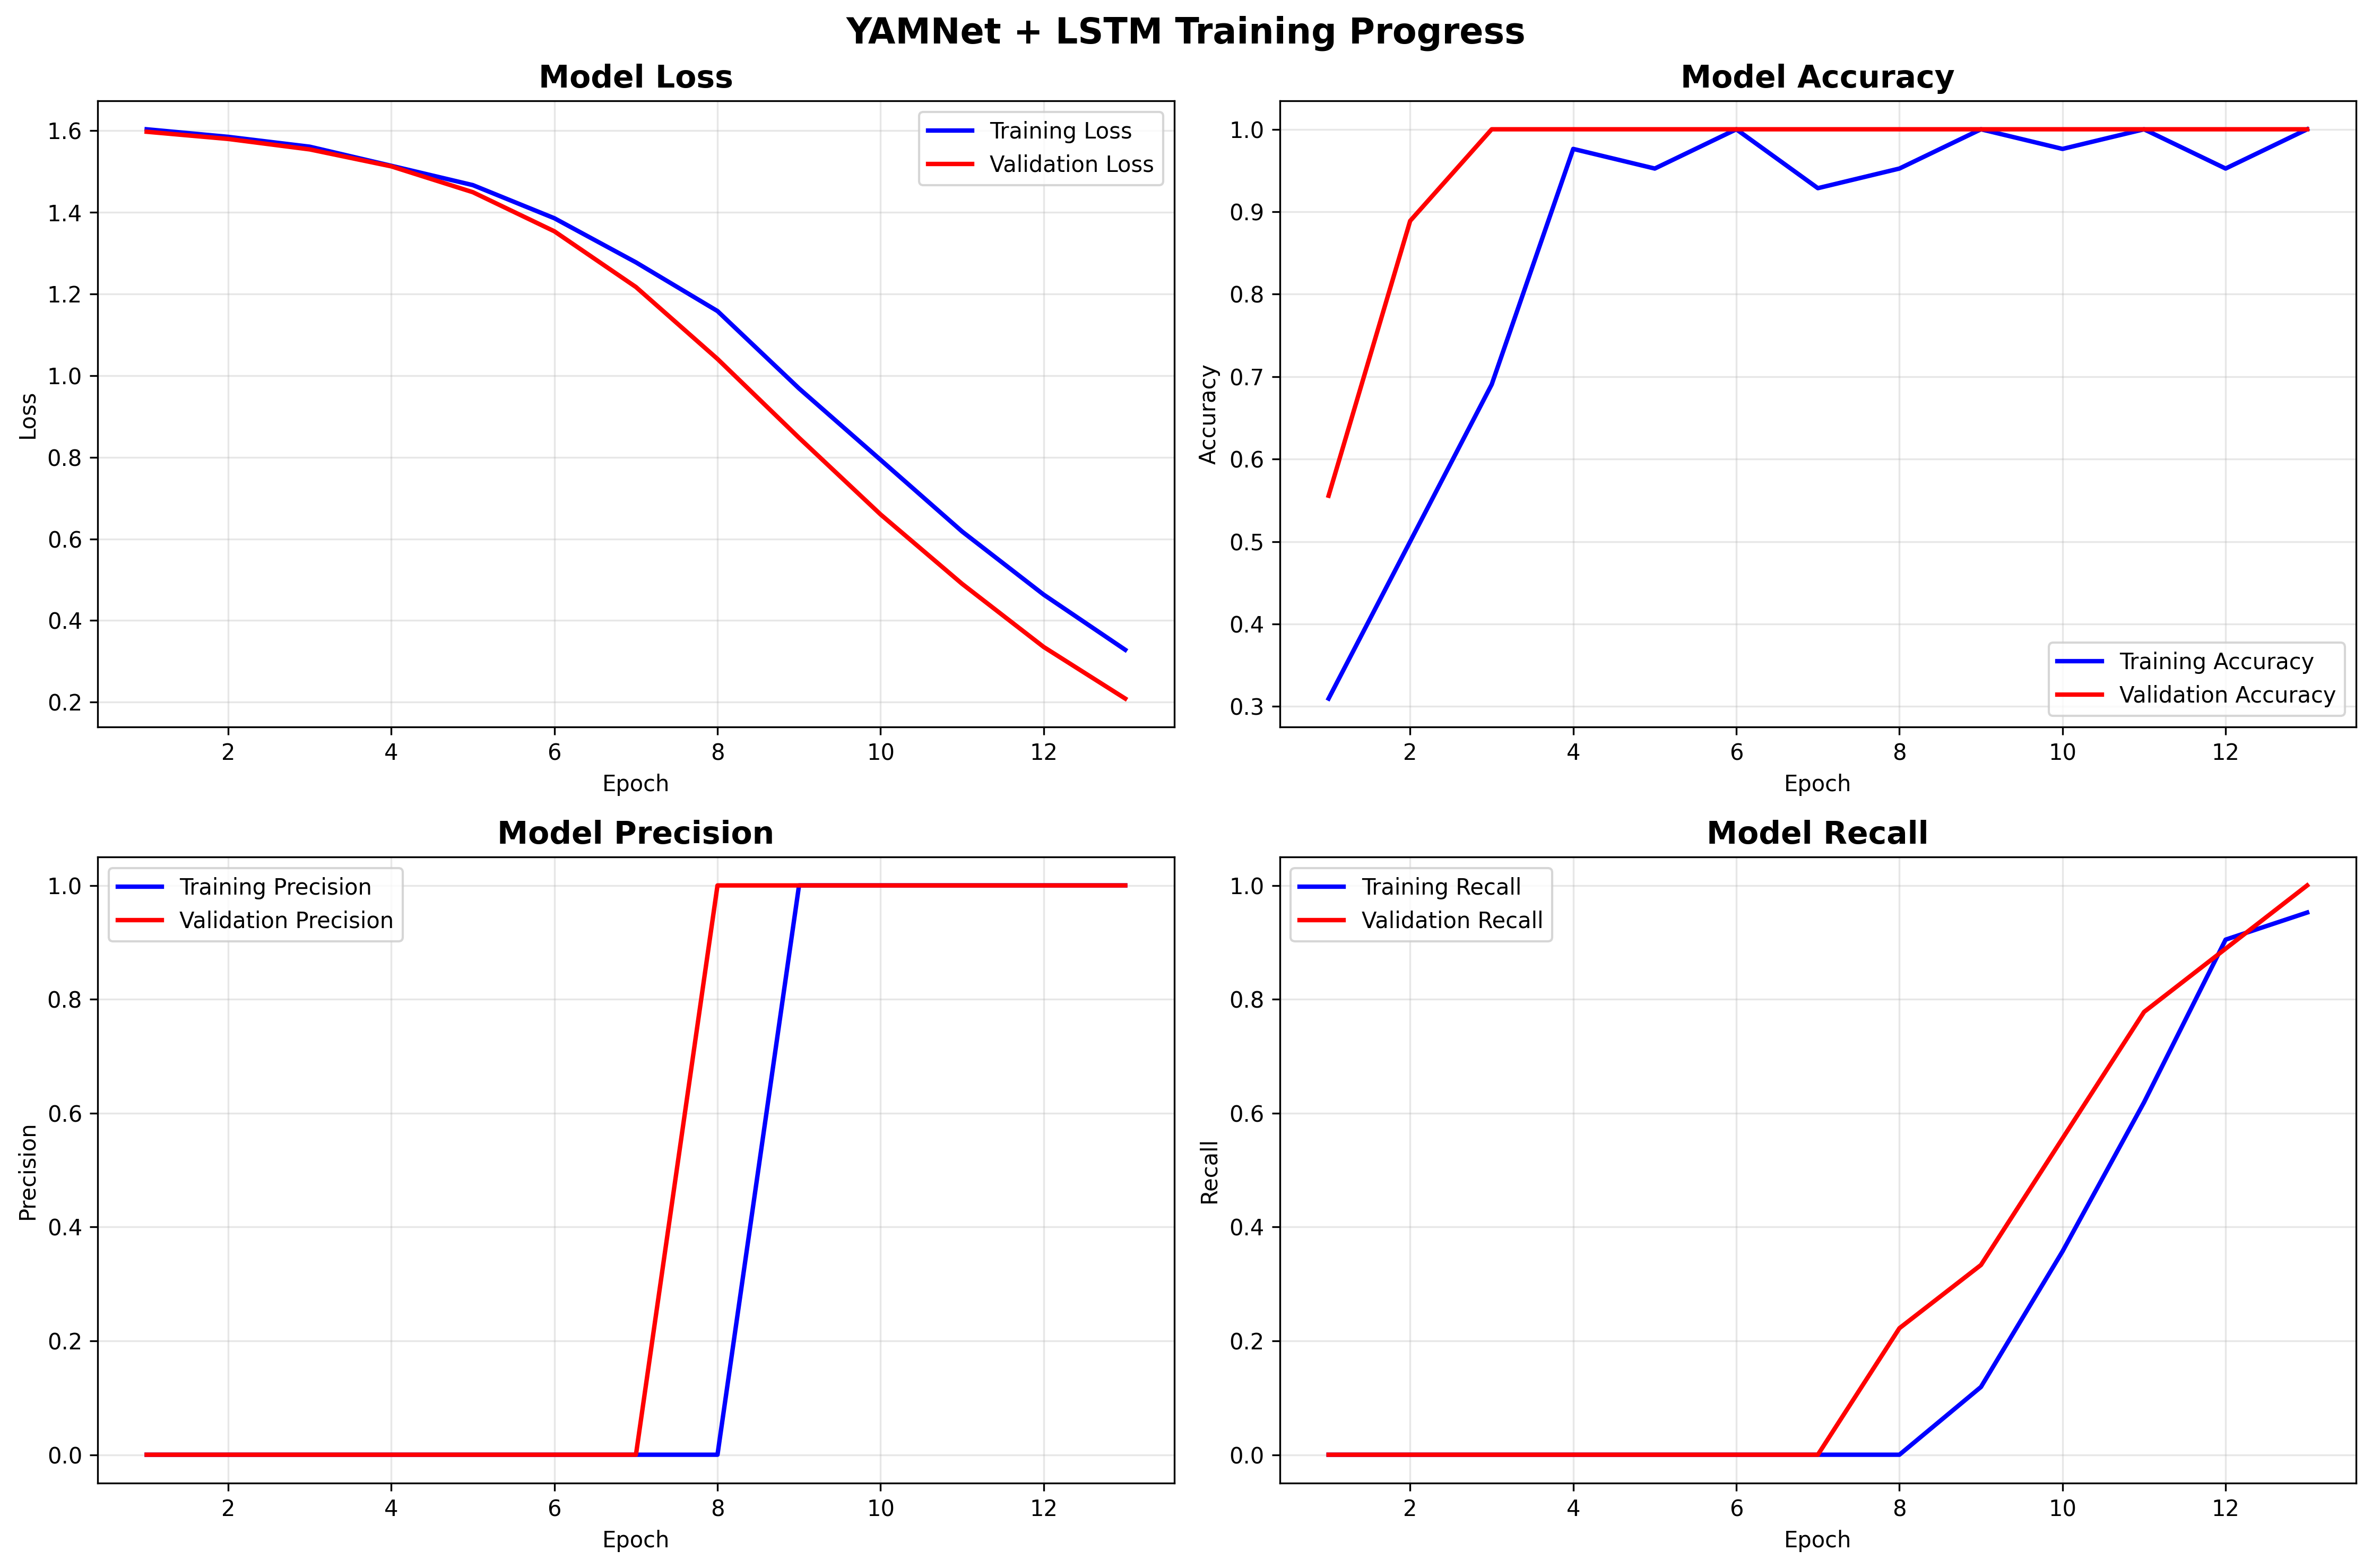 YAMNet + LSTM Training Progress
Model Loss
Training Loss
Validation Loss
1.6
1.4
1.2
1.0
0.8
0.6
0.4
0.2
Loss
2 4 6 8 10 12
Epoch
Model Accuracy
1.0
0.9
0.8
0.7
0.6
0.5
0.4
0.3
Accuracy
Training Accuracy
Validation Accuracy
2 4 6 8 10 12
Epoch
Model Precision
Training Precision
Validation Precision
1.0
0.8
0.6
0.4
0.2
0.0
Precision
2 4 6 8 10 12
Epoch
Model Recall
Training Recall
Validation Recall
1.0
0.8
0.6
0.4
0.2
0.0
Recall
2 4 6 8 10 12
Epoch